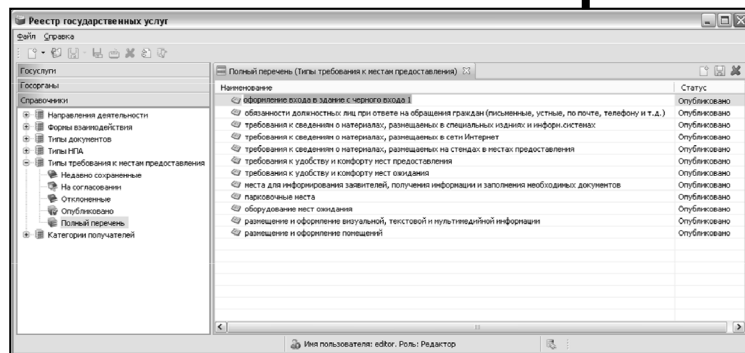 Реестр государственных услуг
Файл Справка
Госуслуги
Госорганы
Справочники
Направления деятельности
Формы взаимодействия
Типы документов
Типы НПА
Типы требования к местам предоставления
Недавно сохраненные
На согласовании
Отклоненные
Опубликовано
Полный перечень
Категории получателей
Полный перечень (Типы требования к местам предоставления)
Наименование Статус
оформление входа в здание с черного входа 1 Опубликовано
обязанности должностных лиц при ответе на обращения граждан (письменные, устные, по почте, телефону и т.д.) Опубликовано
требования к сведениям о материалах, размещаемых в специальных издниях и информ.системах Опубликовано
требования к сведениям о материалах, размещаемых в сети Интернет Опубликовано
требования к сведениям о материалах, размещаемых на стендах в местах предоставления Опубликовано
требования к удобству и комфорту мест предоставления Опубликовано
требования к удобству и комфорту мест ожидания Опубликовано
места для информирования заявителей, получения информации и заполнения необходимых документов Опубликовано
парковочные места Опубликовано
оборудование мест ожидания Опубликовано
размещение и оформление визуальной, текстовой и мультимедийной информации Опубликовано
размещение и оформление помещений Опубликовано
Имя пользователя: editor. Роль: Редактор